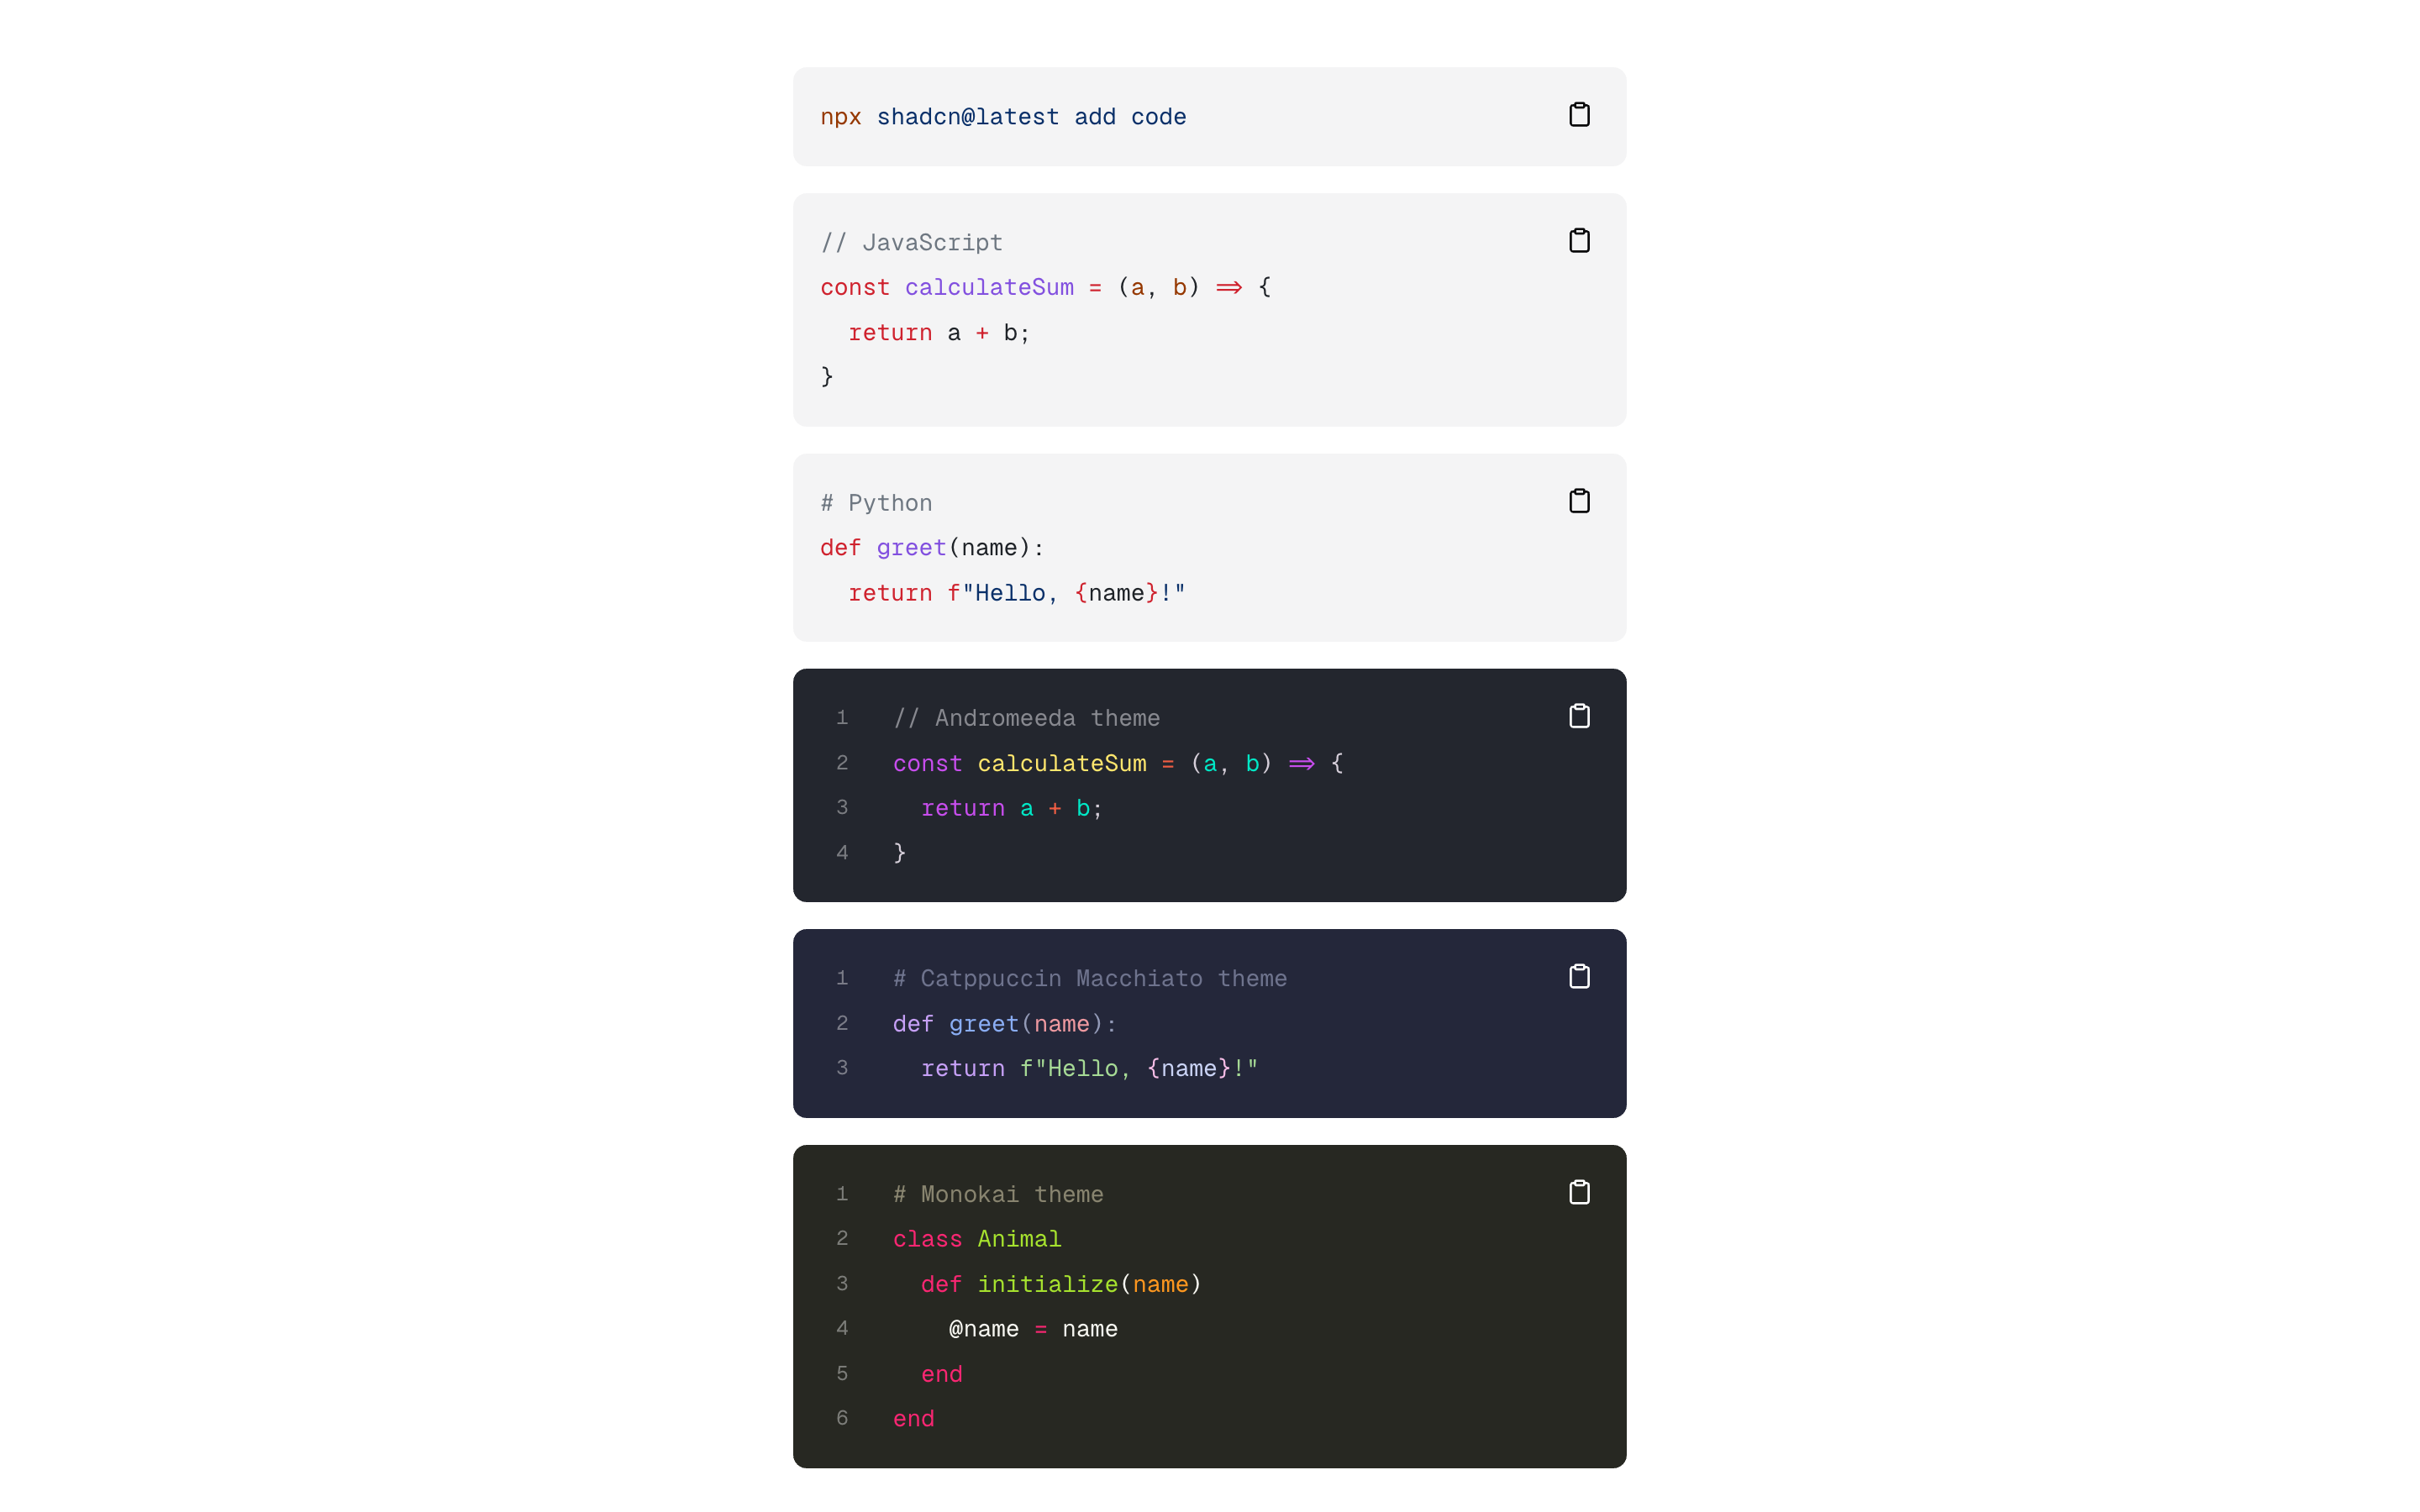 npx shadcn@latest add code
// JavaScript
const calculateSum = (a, b) => {
  return a + b;
}
# Python
def greet(name):
  return f"Hello, {name}!"
1 // Andromeeda theme
2 const calculateSum = (a, b) => {
3   return a + b;
4 }
1 # Catppuccin Macchiato theme
2 def greet(name):
3   return f"Hello, {name}!"
1 # Monokai theme
2 class Animal
3   def initialize(name)
4     @name = name
5   end
6 end